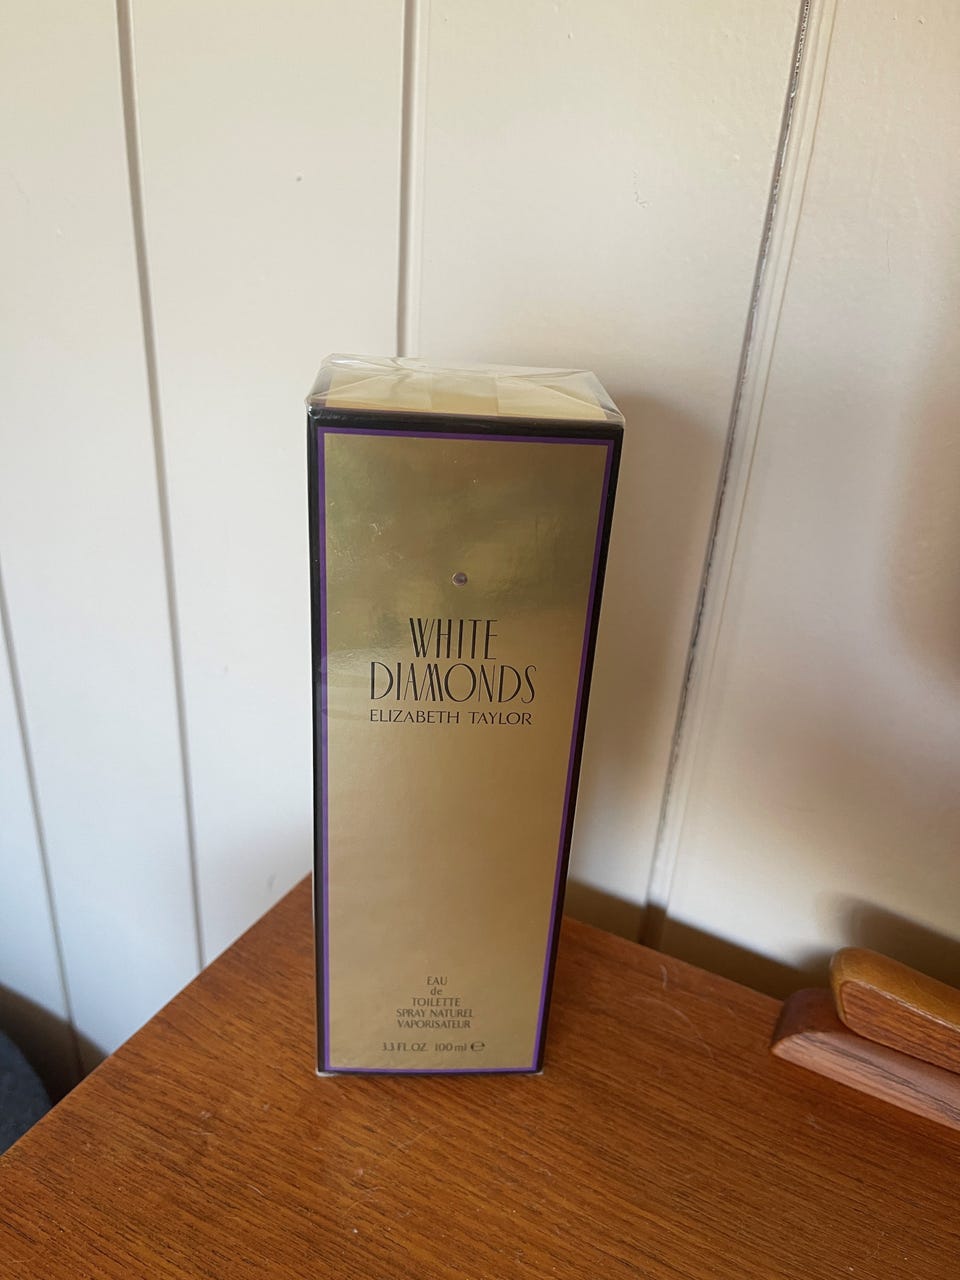 WHITE
DIAMONDS
ELIZABETH TAYLOR
EAU
de
TOILETTE
SPRAY NATUREL
VAPORISATEUR
3.3 FL.OZ. 100 ml ℮